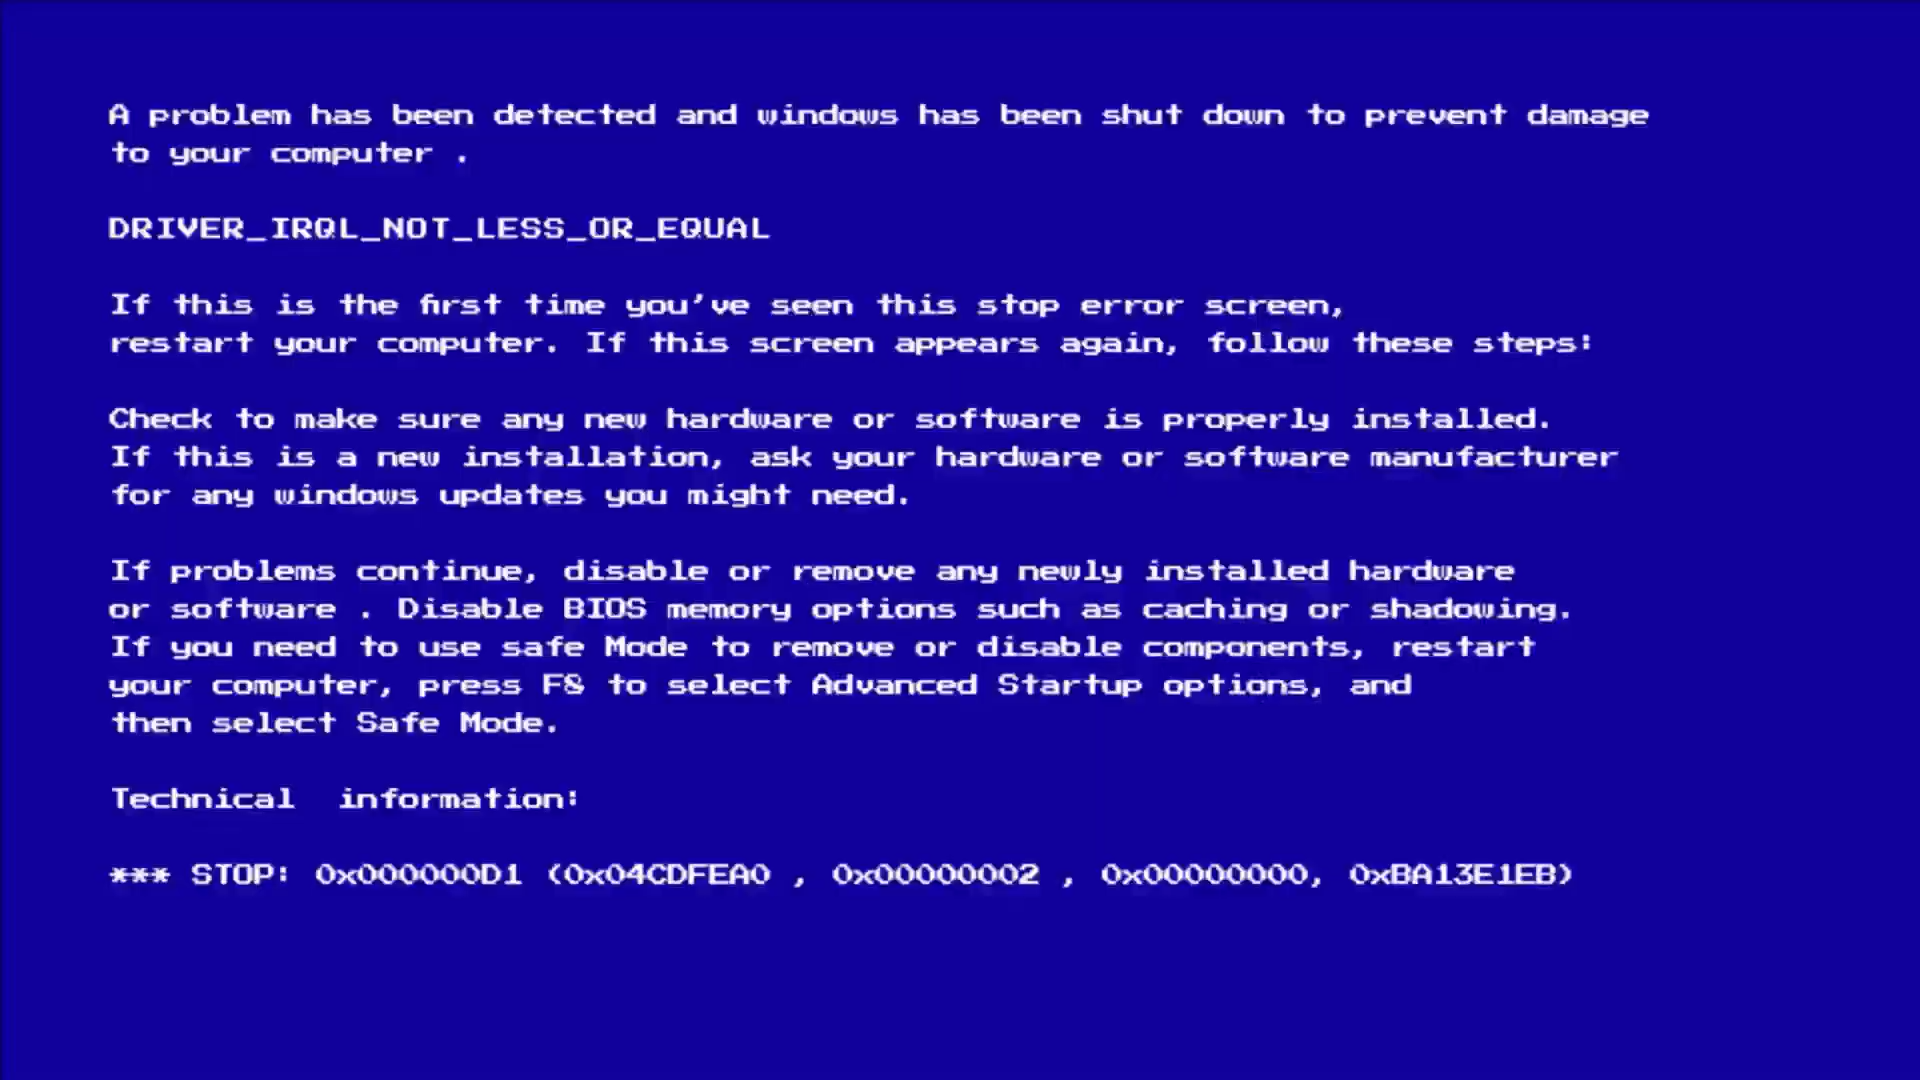 A problem has been detected and windows has been shut down to prevent damage
to your computer .
DRIVER_IRQL_NOT_LESS_OR_EQUAL
If this is the first time you've seen this stop error screen,
restart your computer. If this screen appears again, follow these steps:
Check to make sure any new hardware or software is properly installed.
If this is a new installation, ask your hardware or software manufacturer
for any windows updates you might need.
If problems continue, disable or remove any newly installed hardware
or software . Disable BIOS memory options such as caching or shadowing.
If you need to use safe Mode to remove or disable components, restart
your computer, press F& to select Advanced Startup options, and
then select Safe Mode.
Technical  information:
*** STOP: 0x000000D1 (0x04CDFEA0 , 0x00000002 , 0x00000000, 0xBA13E1EB)